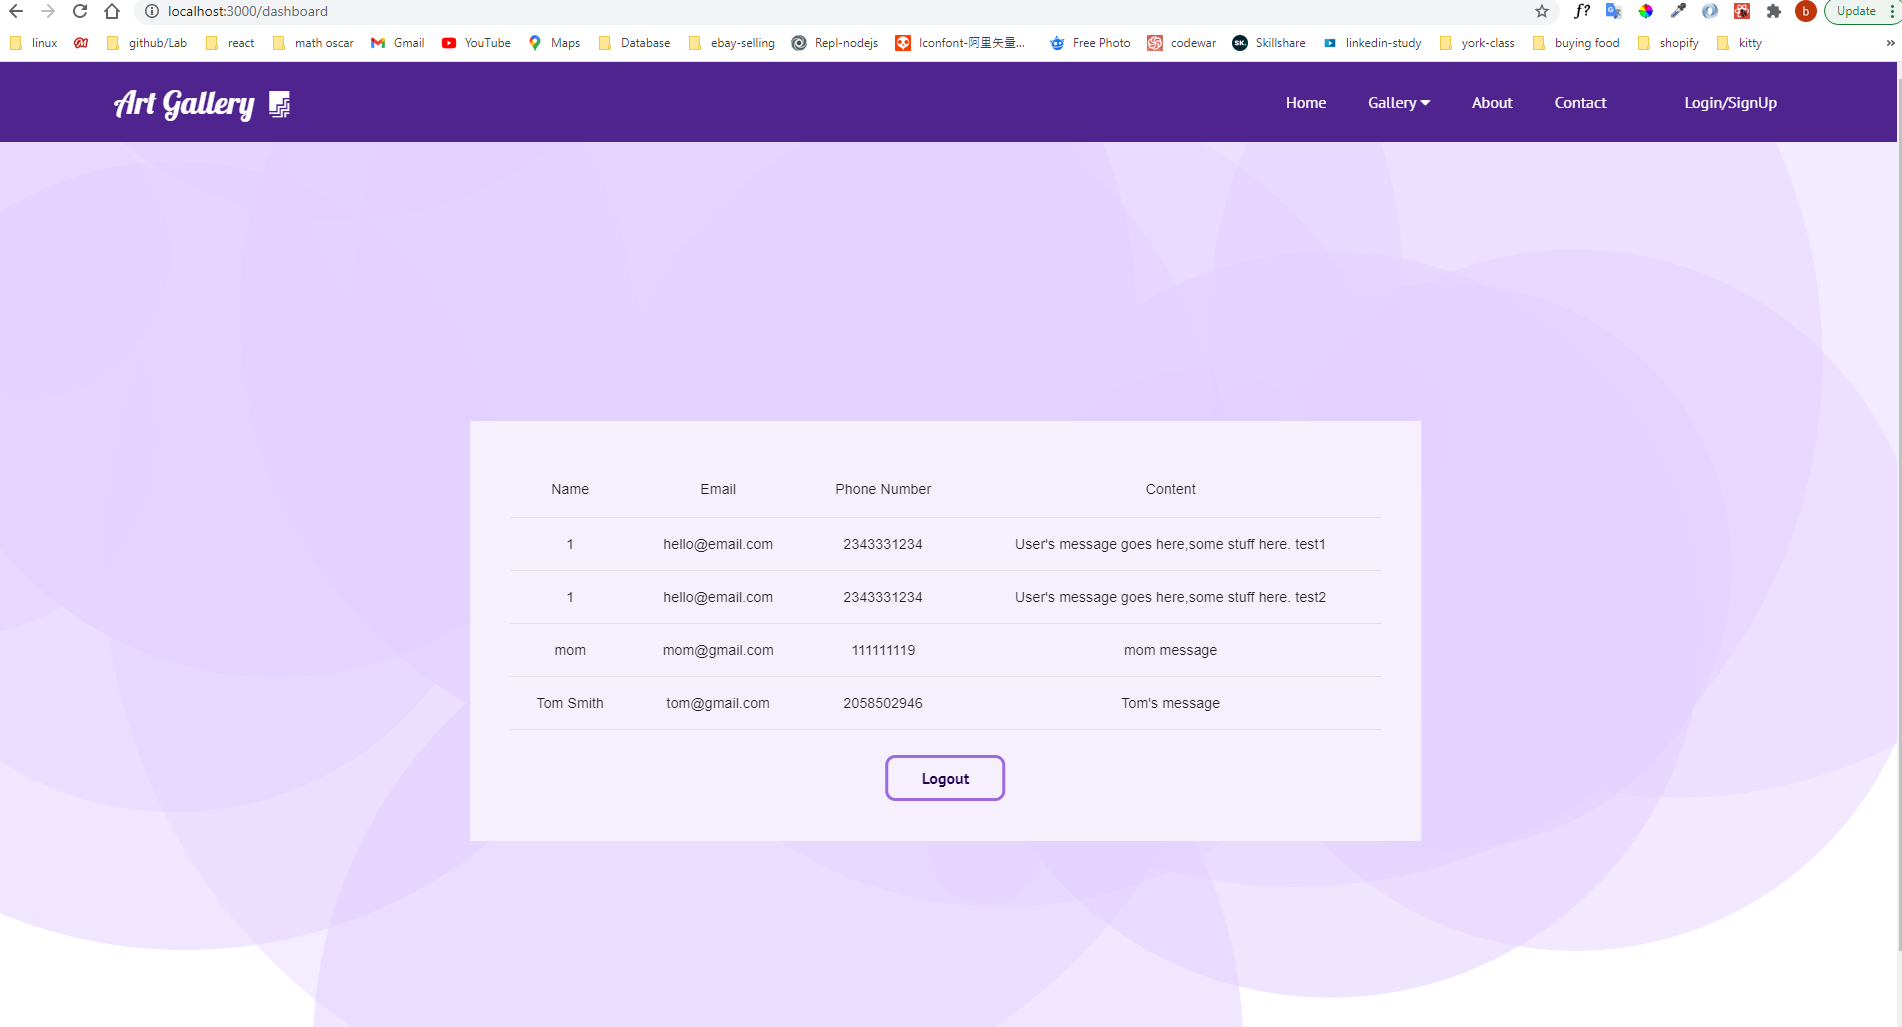 localhost:3000/dashboard
f?
b
Update
linux
github/Lab
react
math oscar
Gmail
YouTube
Maps
Database
ebay-selling
Repl-nodejs
Iconfont-阿里巴矢量...
Free Photo
SK.
codewar
Skillshare
linkedin-study
york-class
buying food
shopify
kitty
»
Art Gallery
Home
Gallery
About
Contact
Login/SignUp
Name Email Phone Number Content
1 hello@email.com 2343331234 User's message goes here,some stuff here. test1
1 hello@email.com 2343331234 User's message goes here,some stuff here. test2
mom mom@gmail.com 111111119 mom message
Tom Smith tom@gmail.com 2058502946 Tom's message
Logout